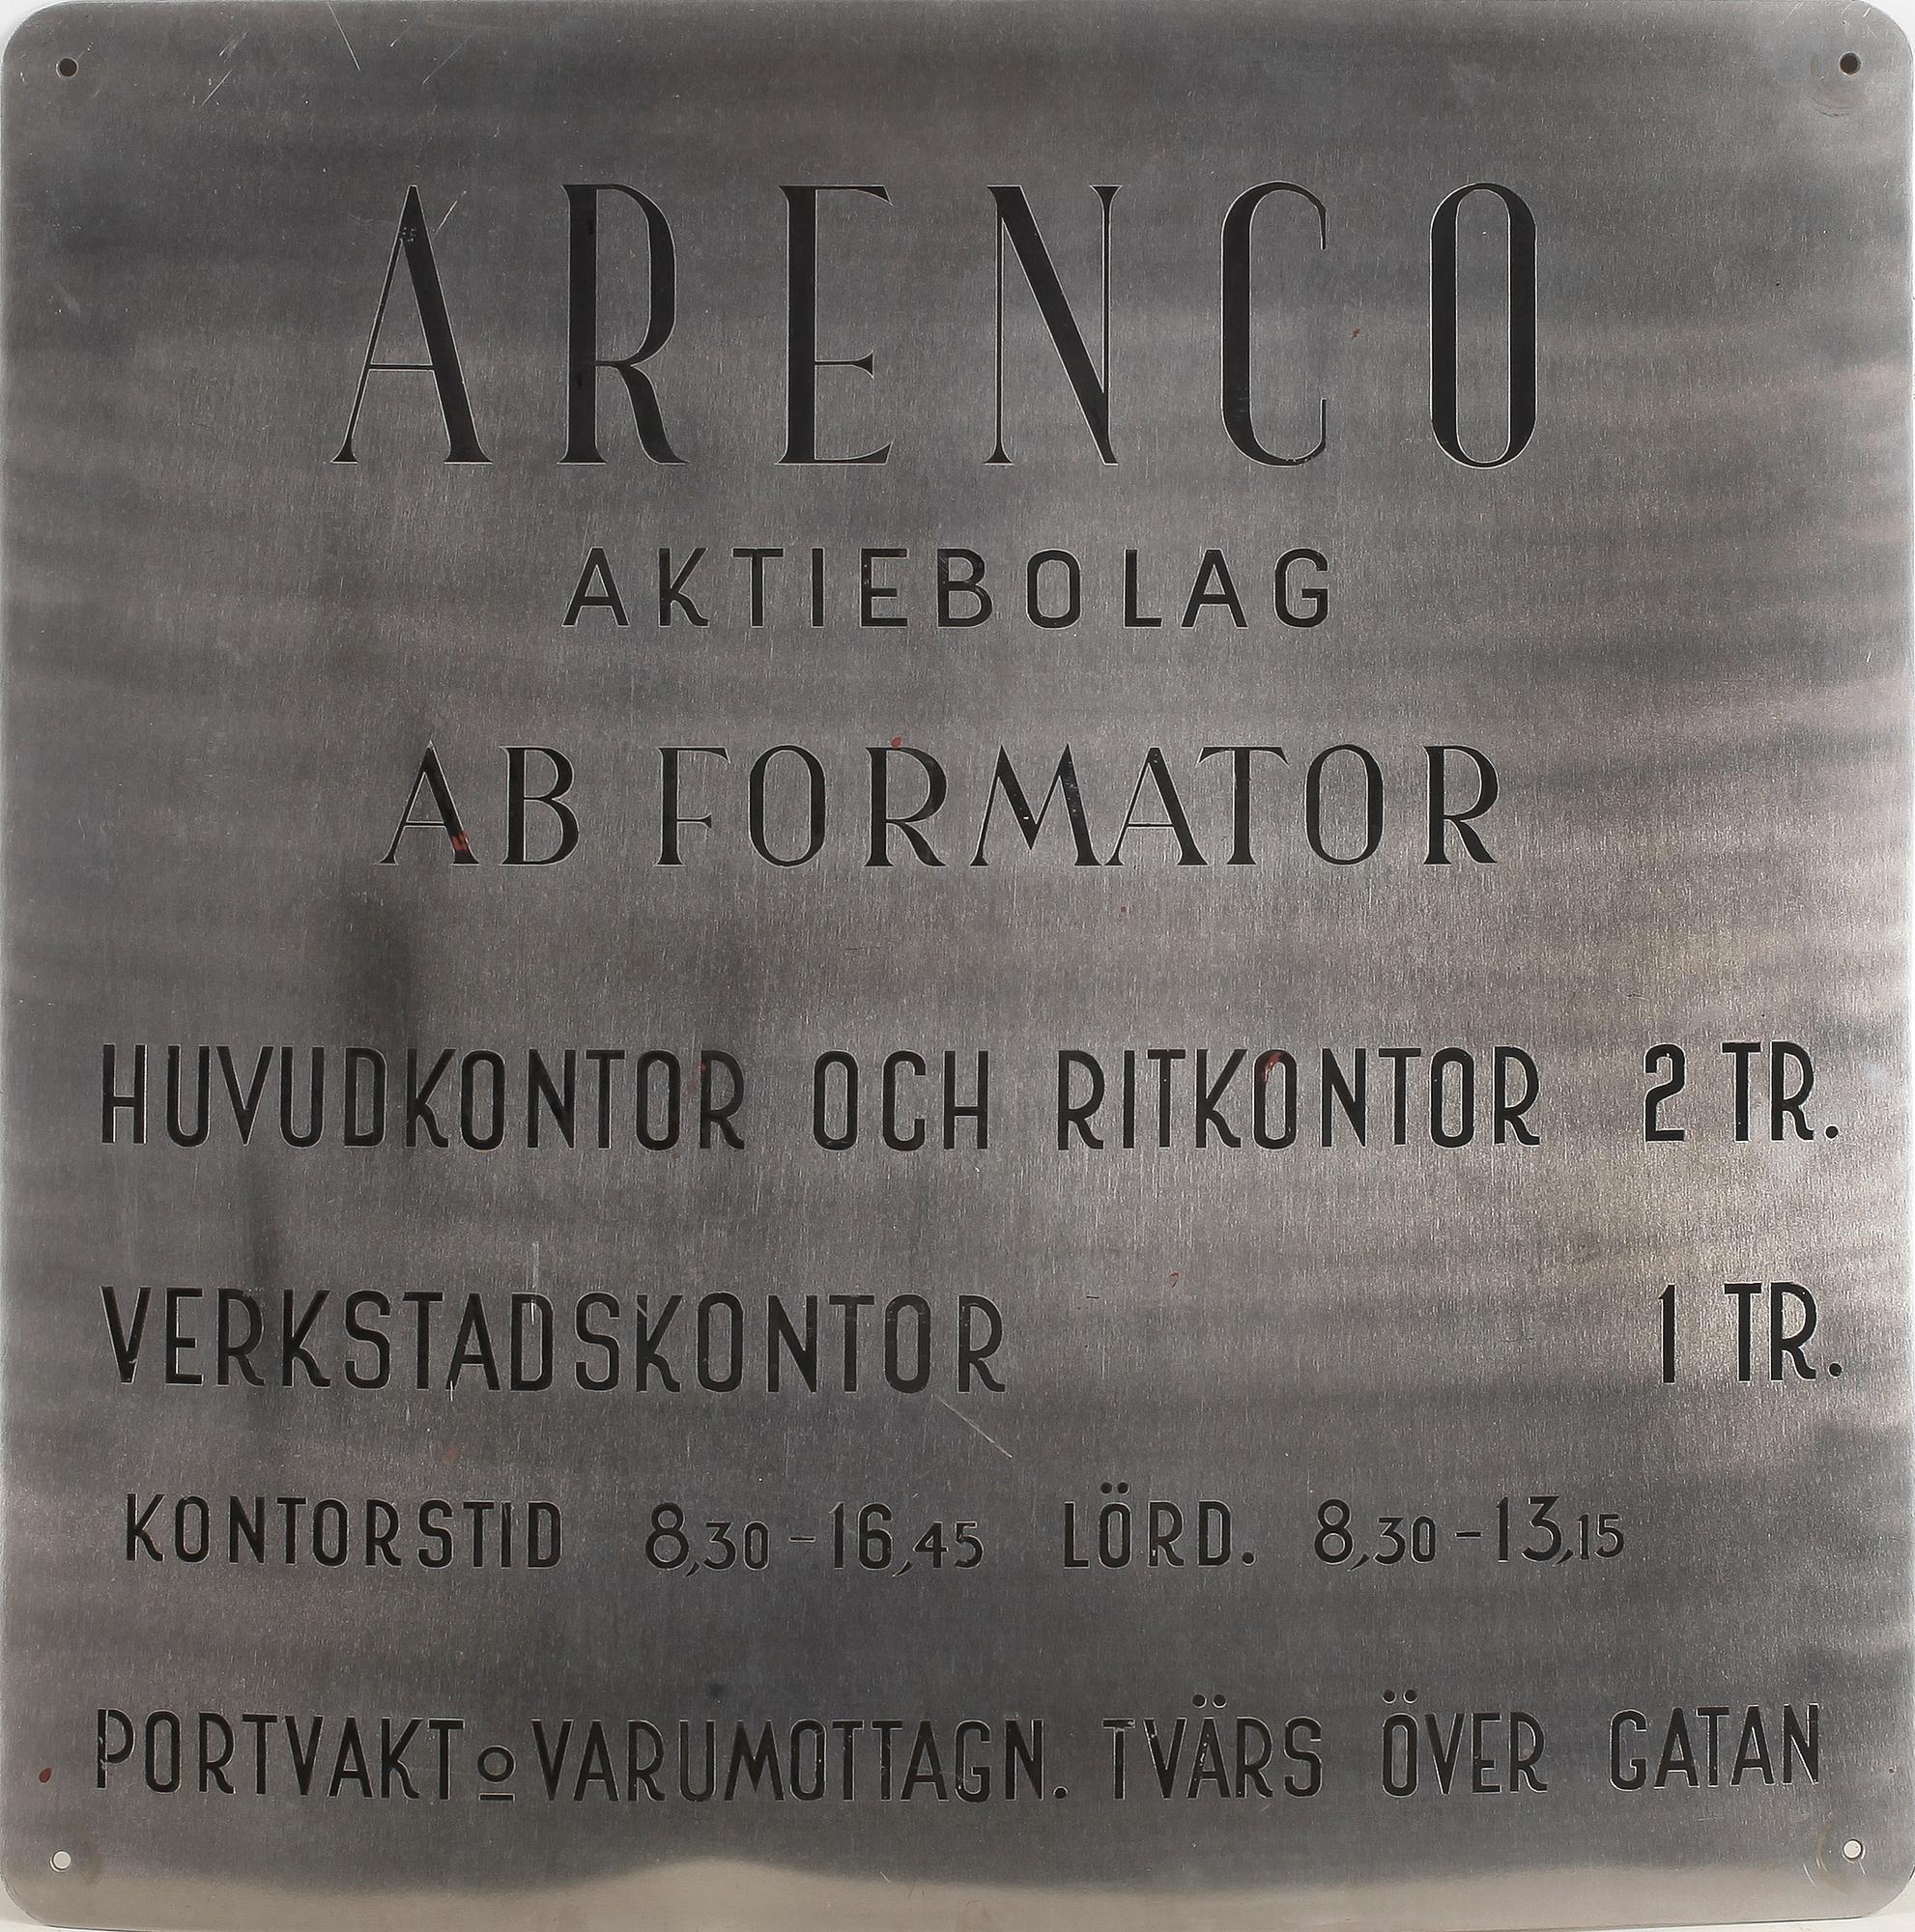 ARENCO
AKTIEBOLAG
AB FORMATOR
HUVUDKONTOR OCH RITKONTOR 2 TR.
VERKSTADSKONTOR 1 TR.
KONTORSTID 8,30-16,45 LÖRD. 8,30-13,15
PORTVAKT o VARUMOTTAGN. TVÄRS ÖVER GATAN